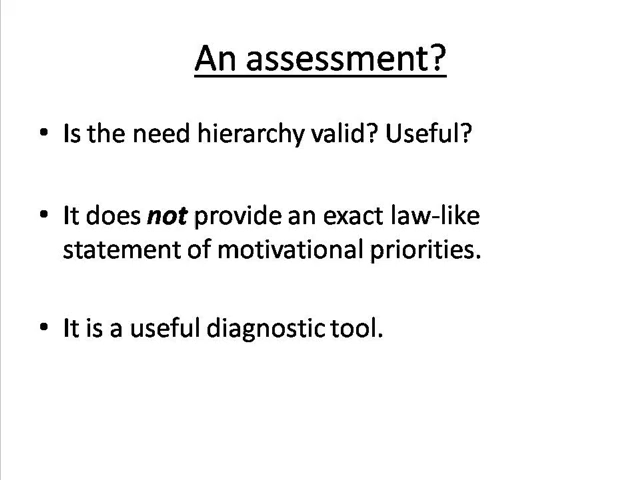 An assessment?
• Is the need hierarchy valid? Useful?
• It does not provide an exact law-like
statement of motivational priorities.
• It is a useful diagnostic tool.